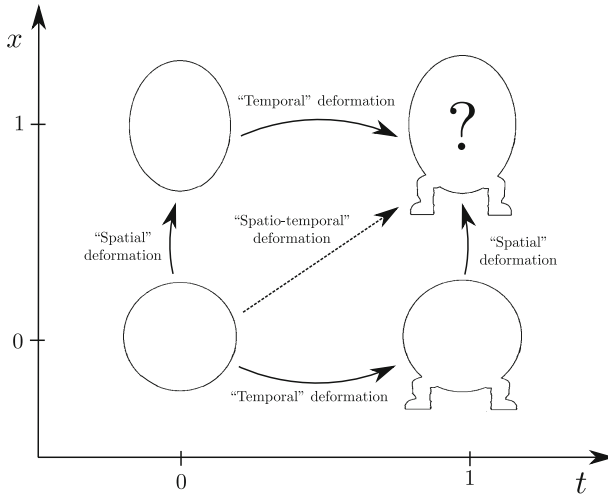 x
"Temporal" deformation
1
?
"Spatio-temporal"
deformation
"Spatial"
deformation
"Spatial"
deformation
0
"Temporal" deformation
0
1
t